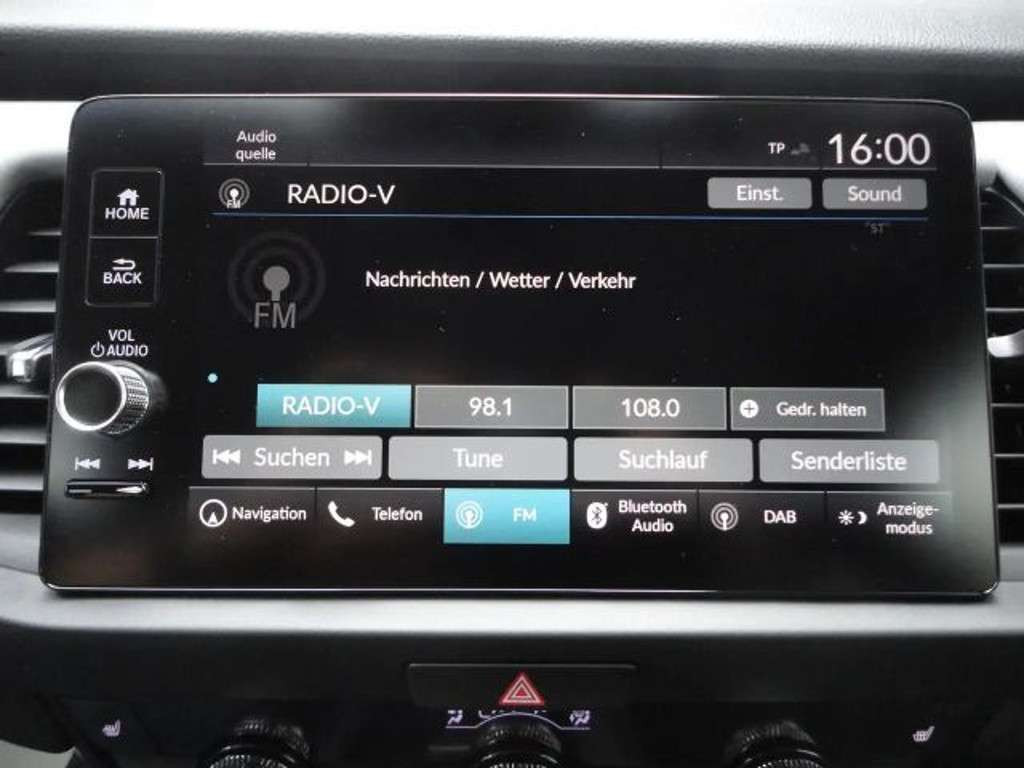 Audio
quelle
TP
16:00
FM
RADIO-V
Einst.
Sound
HOME
"ST"
BACK
Nachrichten / Wetter / Verkehr
FM
VOL
AUDIO
RADIO-V
98.1
108.0
Gedr. halten
Suchen
Tune
Suchlauf
Senderliste
Navigation
Telefon
FM
Bluetooth
Audio
DAB
Anzeige-
modus